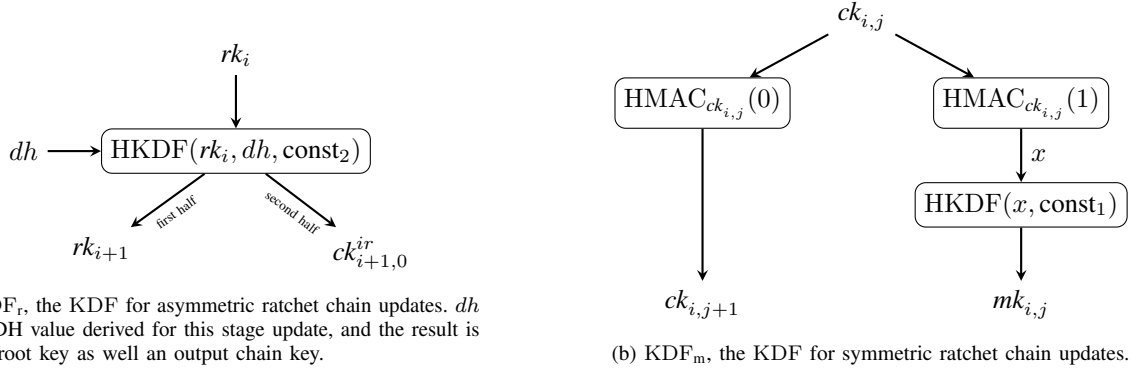 rk_i
dh
HKDF(rk_i, dh, const_2)
first half
second half
rk_{i+1}
ck^{ir}_{i+1,0}
DF_r, the KDF for asymmetric ratchet chain updates. dh
DH value derived for this stage update, and the result is
root key as well an output chain key.
ck_{i,j}
HMAC_{ck_{i,j}}(0)
HMAC_{ck_{i,j}}(1)
x
HKDF(x, const_1)
ck_{i,j+1}
mk_{i,j}
(b) KDF_m, the KDF for symmetric ratchet chain updates.